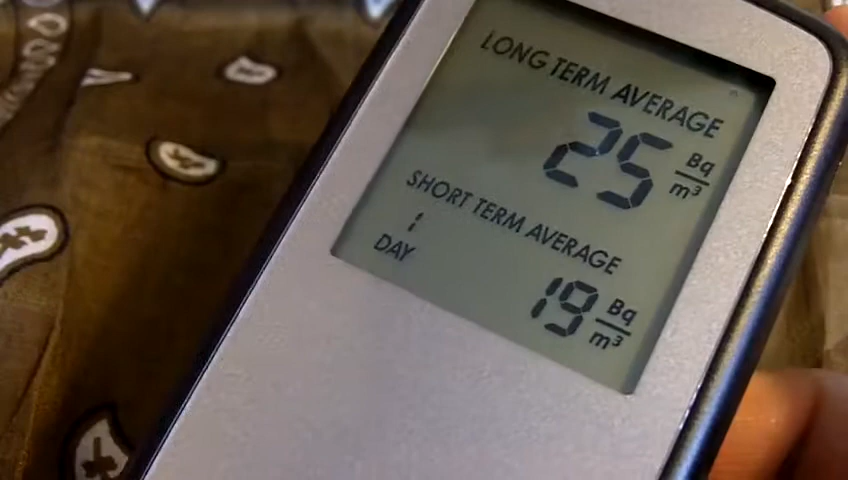 LONG TERM AVERAGE
25 Bq/m³
SHORT TERM AVERAGE
1
DAY
19 Bq/m³